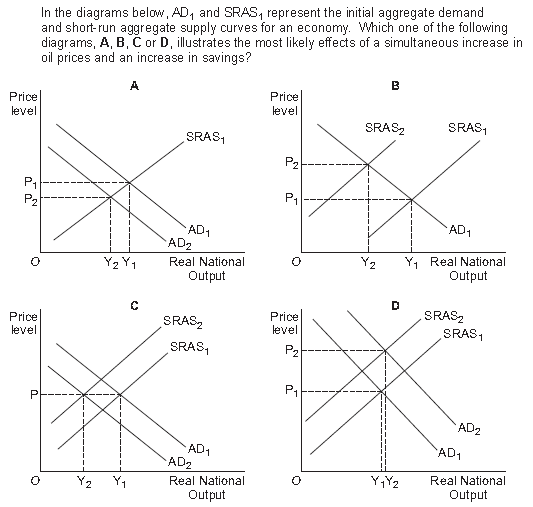 In the diagrams below, AD₁ and SRAS₁ represent the initial aggregate demand
and short-run aggregate supply curves for an economy. Which one of the following
diagrams, A, B, C or D, illustrates the most likely effects of a simultaneous increase in
oil prices and an increase in savings?
A
Price
level
SRAS₁
P₁
P₂
AD₁
AD₂
O
Y₂ Y₁
Real National
Output
B
Price
level
SRAS₂
SRAS₁
P₂
P₁
AD₁
O
Y₂
Y₁
Real National
Output
C
Price
level
SRAS₂
SRAS₁
P
AD₁
AD₂
O
Y₂
Y₁
Real National
Output
D
Price
level
SRAS₂
SRAS₁
P₂
P₁
AD₂
AD₁
O
Y₁Y₂
Real National
Output